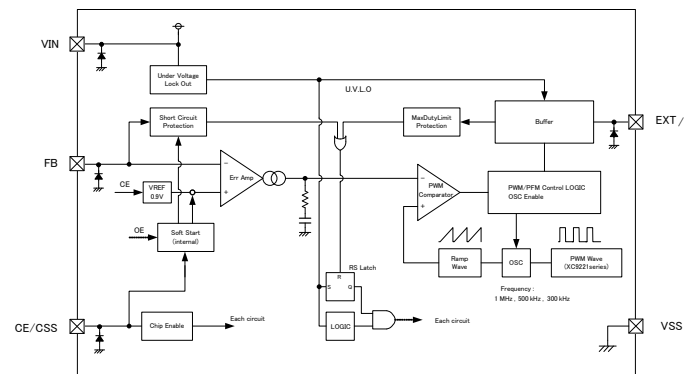 VIN
Under Voltage
Lock Out
U.V.L.O
Short Circuit
Protection
MaxDutyLimit
Protection
Buffer
EXT/
FB
CE
VREF
0.9V
−
+
Err Amp
−
+
PWM
Comparator
PWM/PFM Control LOGIC
OSC Enable
OE
Soft Start
(internal)
Ramp
Wave
OSC
PWM Wave
(XC9221series)
Frequency :
1 MHz , 500 kHz , 300 kHz
RS Latch
R
S
Q
CE/CSS
Chip Enable
Each circuit
LOGIC
Each circuit
VSS